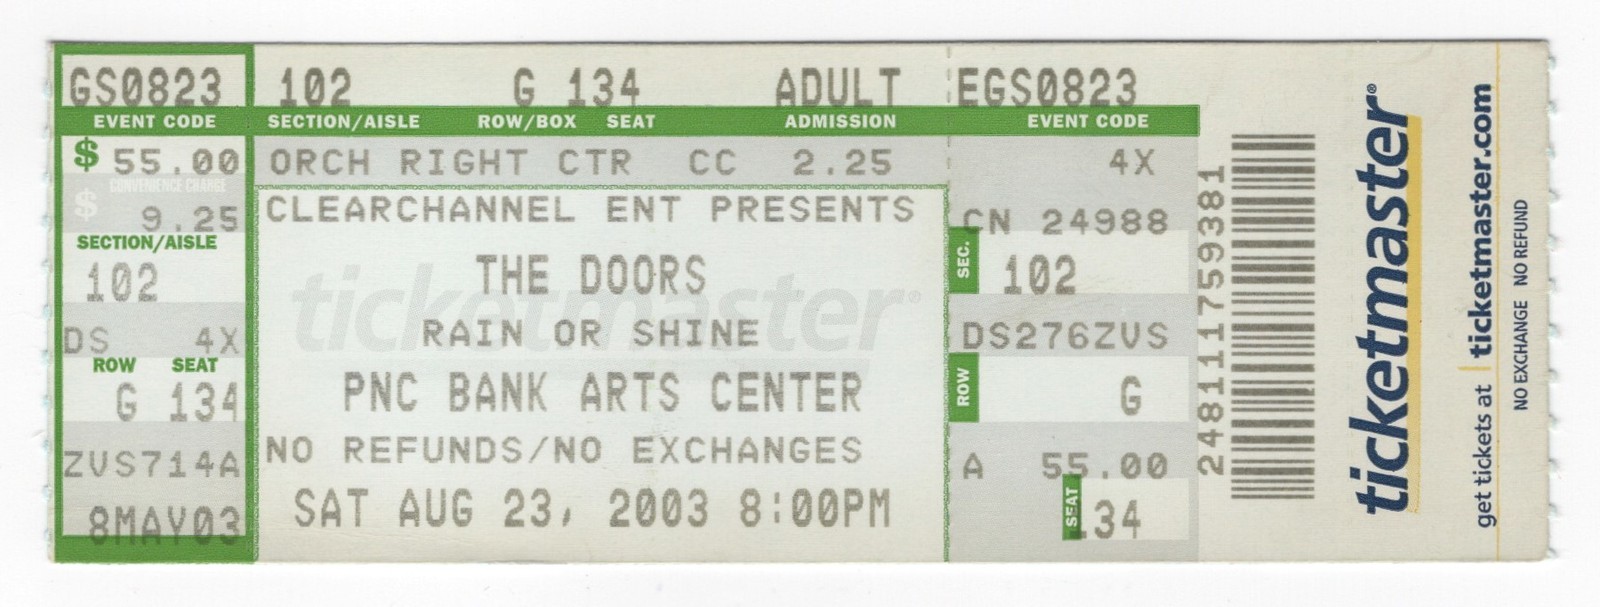 GS0823
EVENT CODE
$ 55.00
$ CONVENIENCE CHARGE
9.25
SECTION/AISLE
102
DS 4X
ROW SEAT
G 134
ZVS714A
8MAY03
102 G 134 ADULT
SECTION/AISLE ROW/BOX SEAT ADMISSION
ORCH RIGHT CTR CC 2.25
CLEARCHANNEL ENT PRESENTS
ticketmaster®
THE DOORS
RAIN OR SHINE
PNC BANK ARTS CENTER
NO REFUNDS/NO EXCHANGES
SAT AUG 23, 2003 8:00PM
EGS0823
EVENT CODE
4X
CN 24988
SEC. 102
DS276ZVS
ROW G
A 55.00
SEAT 134
248111759381
ticketmaster®
get tickets at | ticketmaster.com
NO EXCHANGE NO REFUND